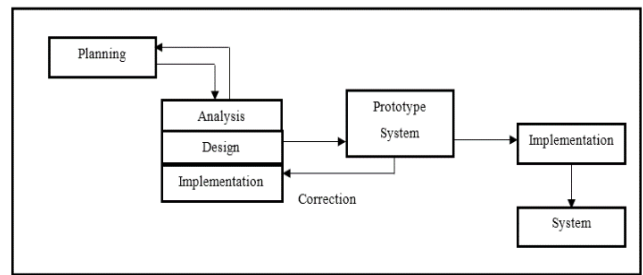 Planning
Analysis
Design
Implementation
Prototype
System
Correction
Implementation
System